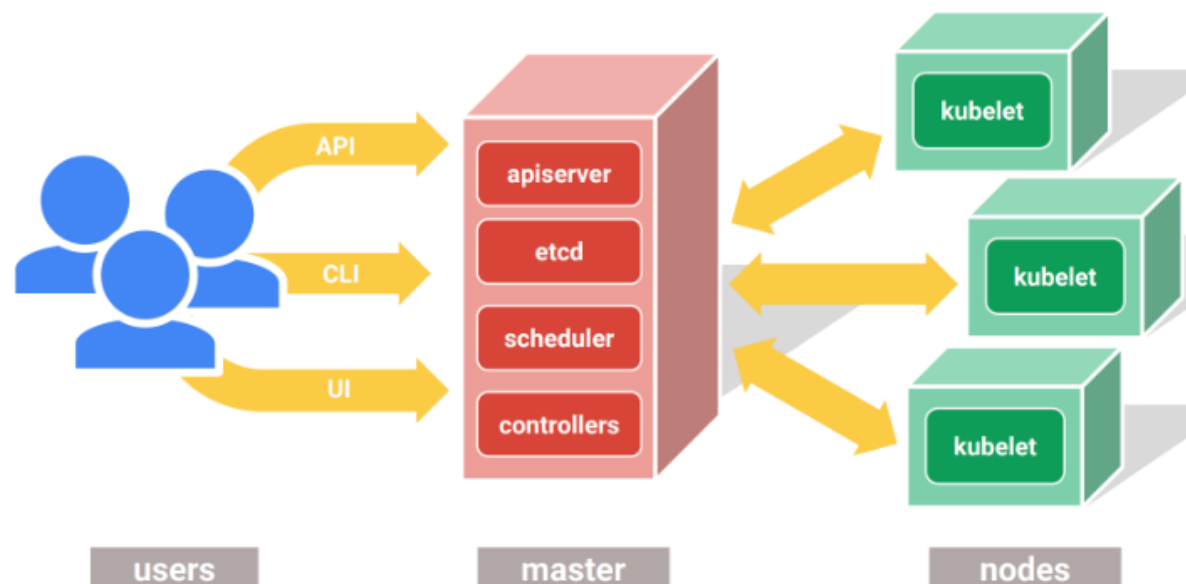 API
CLI
UI
apiserver
etcd
scheduler
controllers
kubelet
kubelet
kubelet
users
master
nodes